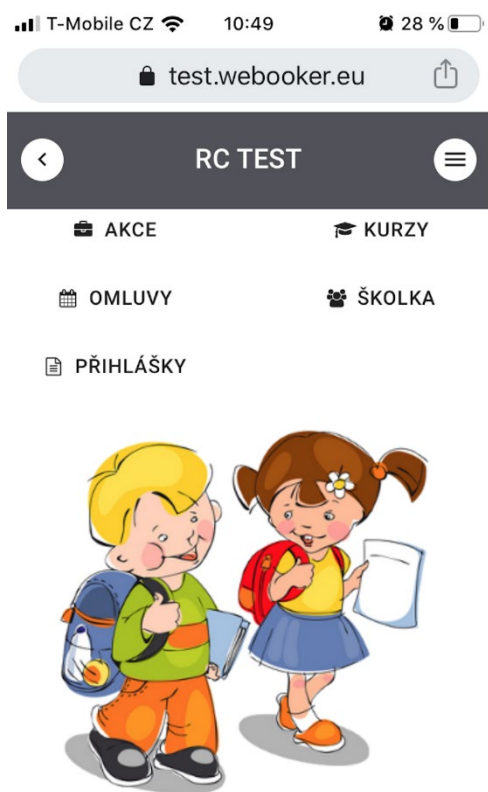 T-Mobile CZ 10:49 28 %
test.webooker.eu
RC TEST
AKCE KURZY
OMLUVY ŠKOLKA
PŘIHLÁŠKY